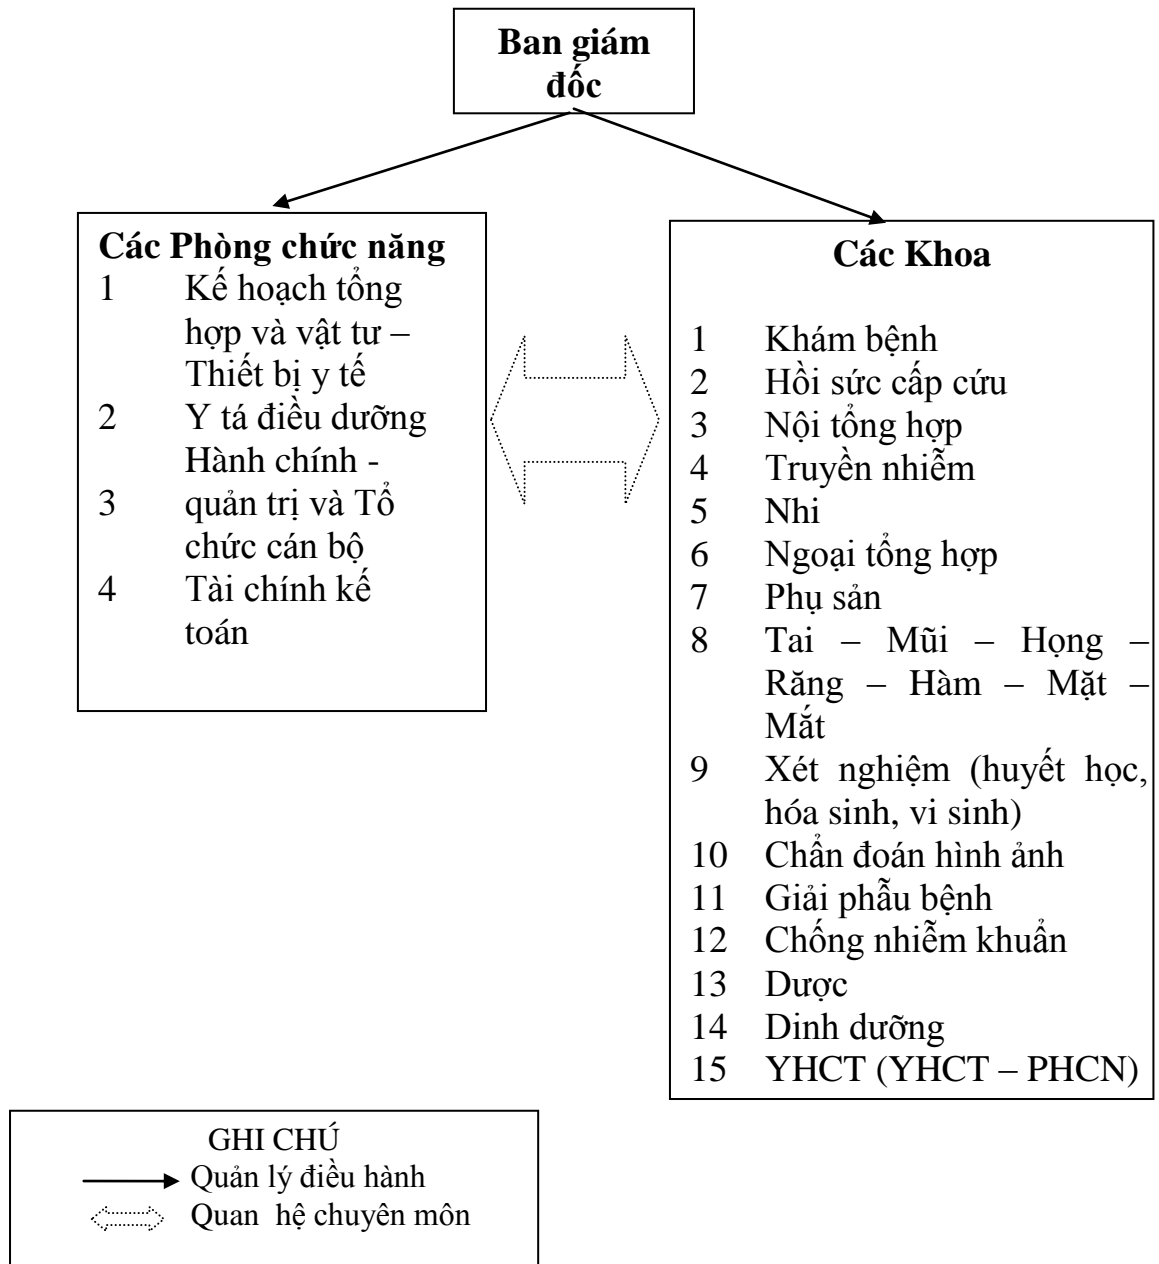 Ban giám
đốc
Các Phòng chức năng
1 Kế hoạch tổng
hợp và vật tư –
Thiết bị y tế
2 Y tá điều dưỡng
Hành chính -
3 quản trị và Tổ
chức cán bộ
4 Tài chính kế
toán
Các Khoa
1 Khám bệnh
2 Hồi sức cấp cứu
3 Nội tổng hợp
4 Truyền nhiễm
5 Nhi
6 Ngoại tổng hợp
7 Phụ sản
8 Tai – Mũi – Họng –
Răng – Hàm – Mặt –
Mắt
9 Xét nghiệm (huyết học,
hóa sinh, vi sinh)
10 Chẩn đoán hình ảnh
11 Giải phẫu bệnh
12 Chống nhiễm khuẩn
13 Dược
14 Dinh dưỡng
15 YHCT (YHCT – PHCN)
GHI CHÚ
Quản lý điều hành
Quan hệ chuyên môn